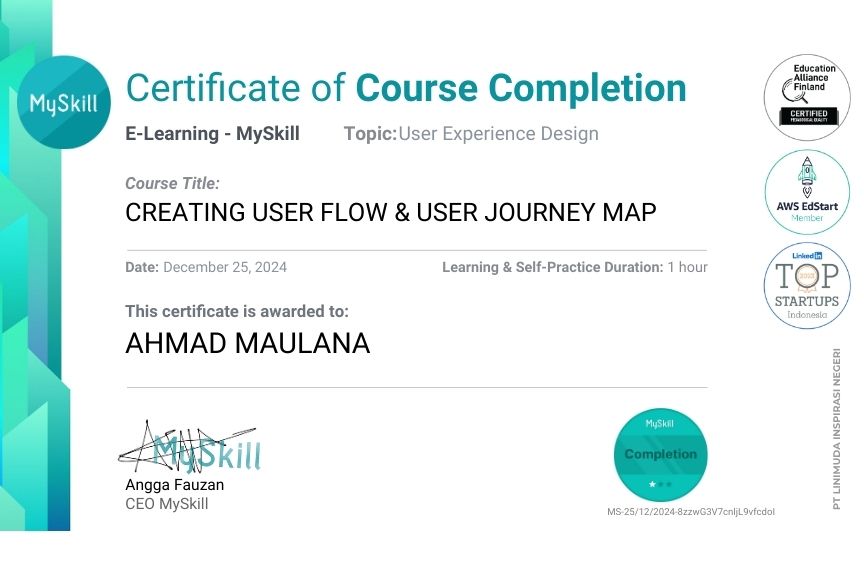 MySkill
Certificate of Course Completion
E-Learning - MySkill Topic:User Experience Design
Course Title:
CREATING USER FLOW & USER JOURNEY MAP
Date: December 25, 2024 Learning & Self-Practice Duration: 1 hour
This certificate is awarded to:
AHMAD MAULANA
MySkill
Angga Fauzan
CEO MySkill
MySkill
Completion
MS-25/12/2024-8zzwG3V7cnljL9vfcdoI
Education
Alliance
Finland
CERTIFIED
PEDAGOGICAL QUALITY
AWS EdStart
Member
LinkedIn
TOP
STARTUPS
Indonesia
PT LINIMUDA INSPIRASI NEGERI